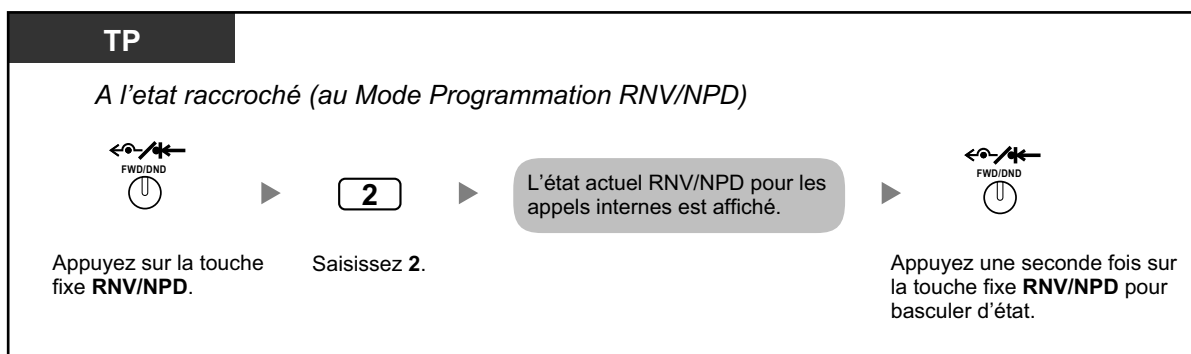 TP
A l'etat raccroché (au Mode Programmation RNV/NPD)
FWD/DND
2
L'état actuel RNV/NPD pour les
appels internes est affiché.
FWD/DND
Appuyez sur la touche
fixe RNV/NPD.
Saisissez 2.
Appuyez une seconde fois sur
la touche fixe RNV/NPD pour
basculer d'état.